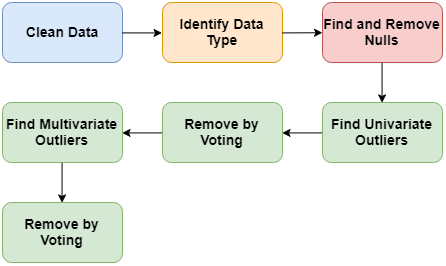 Clean Data
Identify Data
Type
Find and Remove
Nulls
Find Univariate
Outliers
Remove by
Voting
Find Multivariate
Outliers
Remove by
Voting